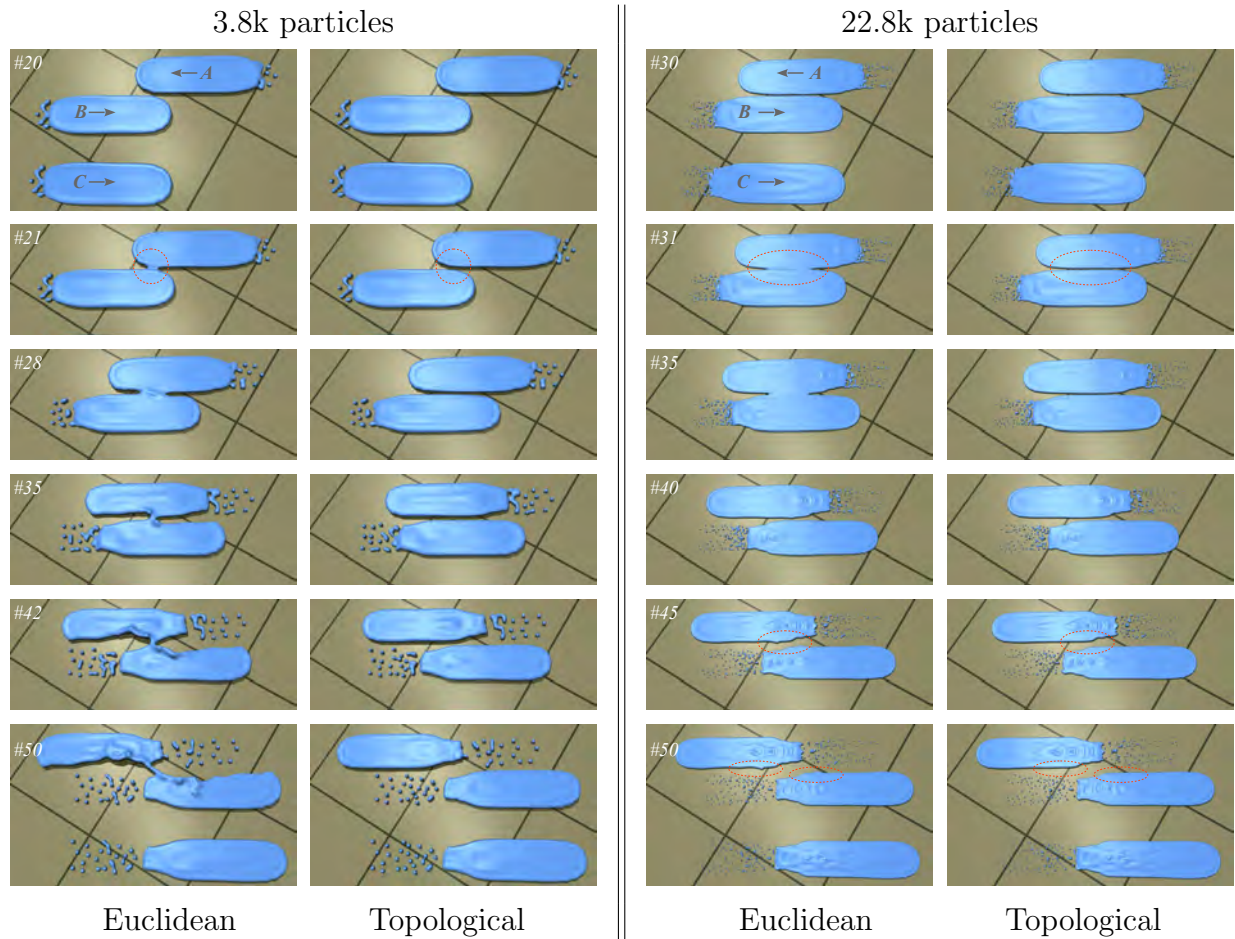 3.8k particles
22.8k particles
#20
A
B
C
#30
A
B
C
#21
#31
#28
#35
#35
#40
#42
#45
#50
#50
Euclidean
Topological
Euclidean
Topological